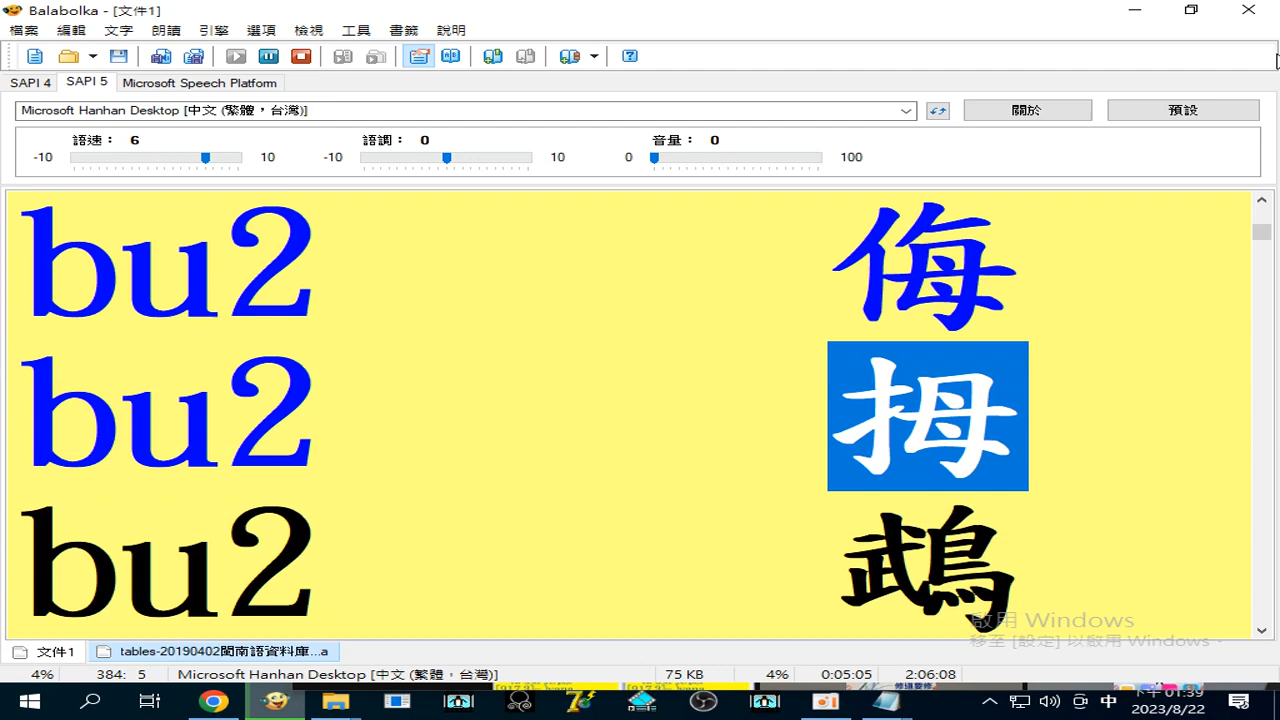 Balabolka - [文件1]
檔案 編輯 文字 朗讀 引擎 選項 檢視 工具 書籤 說明
SAPI 4 SAPI 5 Microsoft Speech Platform
Microsoft Hanhan Desktop [中文 (繁體，台灣)] 關於 預設
語速： 6 語調： 0 音量： 0
-10 10 -10 10 0 100
bu2 侮
bu2 拇
bu2 鵡
啟用 Windows
移至 [設定] 以啟用 Windows。
文件1 tables-20190402閩南語資料庫...a
4% 384: 5 Microsoft Hanhan Desktop [中文 (繁體，台灣)] 75 KB 4% 0:05:05 2:06:08
中 下午 01:39
2023/8/22